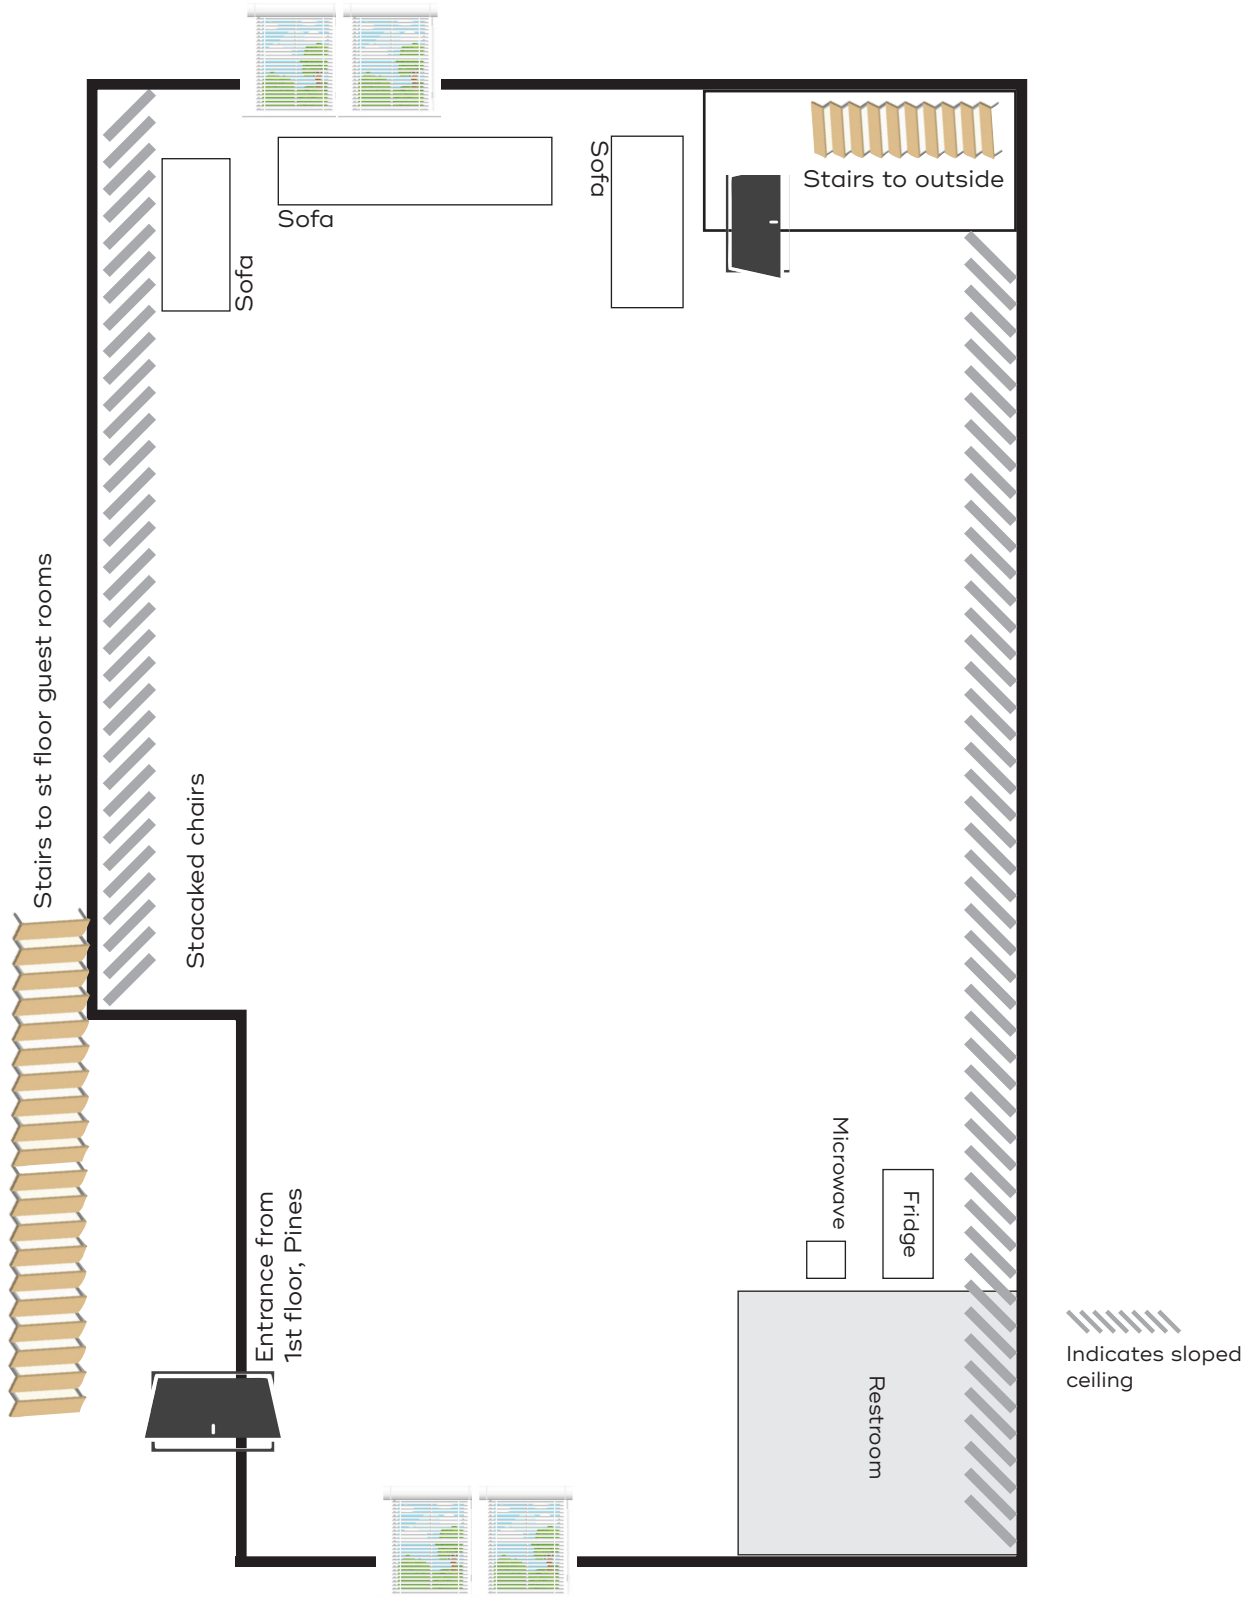 Stairs to outside
Sofa
Sofa
Sofa
Stairs to st floor guest rooms
Stacaked chairs
Microwave
Fridge
Entrance from
1st floor, Pines
Restroom
Indicates sloped
ceiling